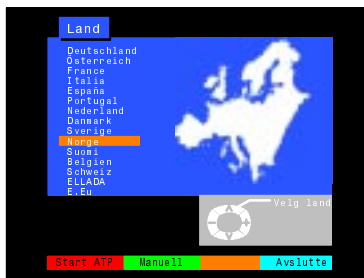 Land
Deutschland
Österreich
France
Italia
España
Portugal
Nederland
Danmark
Sverige
Norge
Suomi
Belgien
Schweiz
ELLADA
E.Eu
Velg land
Start ATP Manuell Avslutte